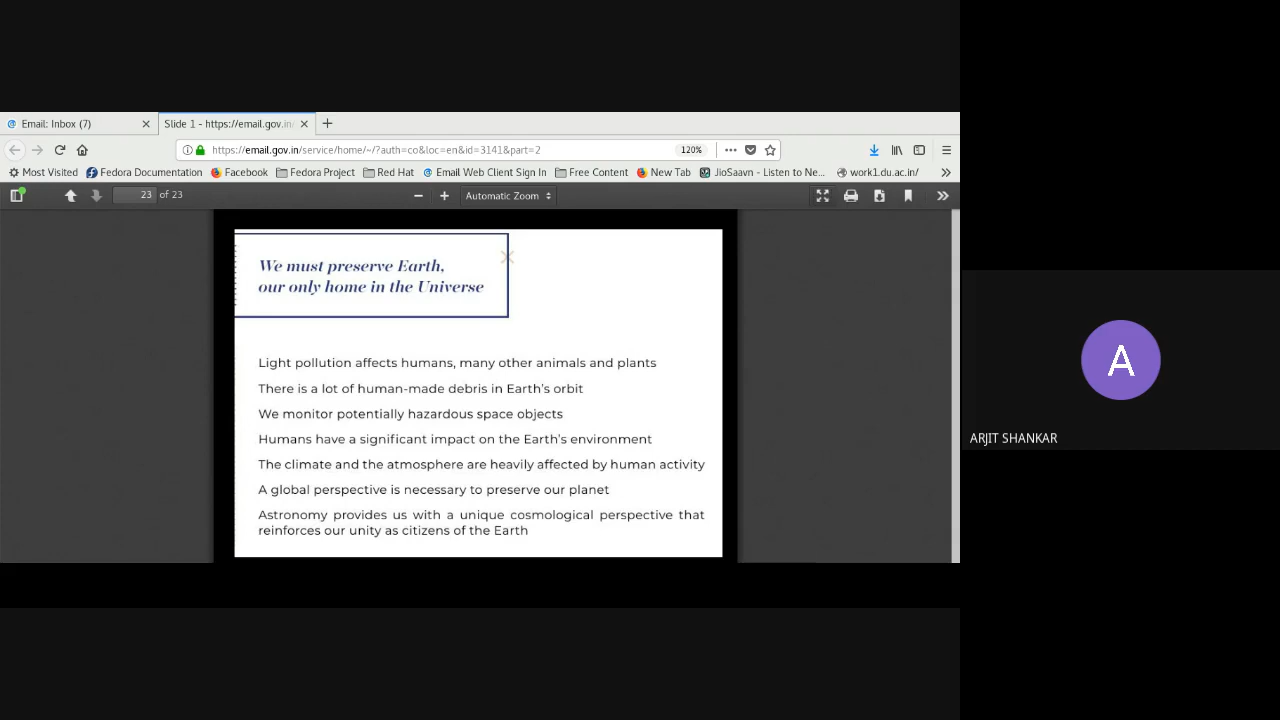 Email: Inbox (7)
Slide 1 - https://email.gov.in/
https://email.gov.in/service/home/~/?auth=co&loc=en&id=3141&part=2
120%
Most Visited
Fedora Documentation
Facebook
Fedora Project
Red Hat
Email Web Client Sign In
Free Content
New Tab
JioSaavn - Listen to Ne...
work1.du.ac.in/
23 of 23
Automatic Zoom
We must preserve Earth,
our only home in the Universe
Light pollution affects humans, many other animals and plants
There is a lot of human-made debris in Earth's orbit
We monitor potentially hazardous space objects
Humans have a significant impact on the Earth's environment
The climate and the atmosphere are heavily affected by human activity
A global perspective is necessary to preserve our planet
Astronomy provides us with a unique cosmological perspective that
reinforces our unity as citizens of the Earth
A
ARJIT SHANKAR